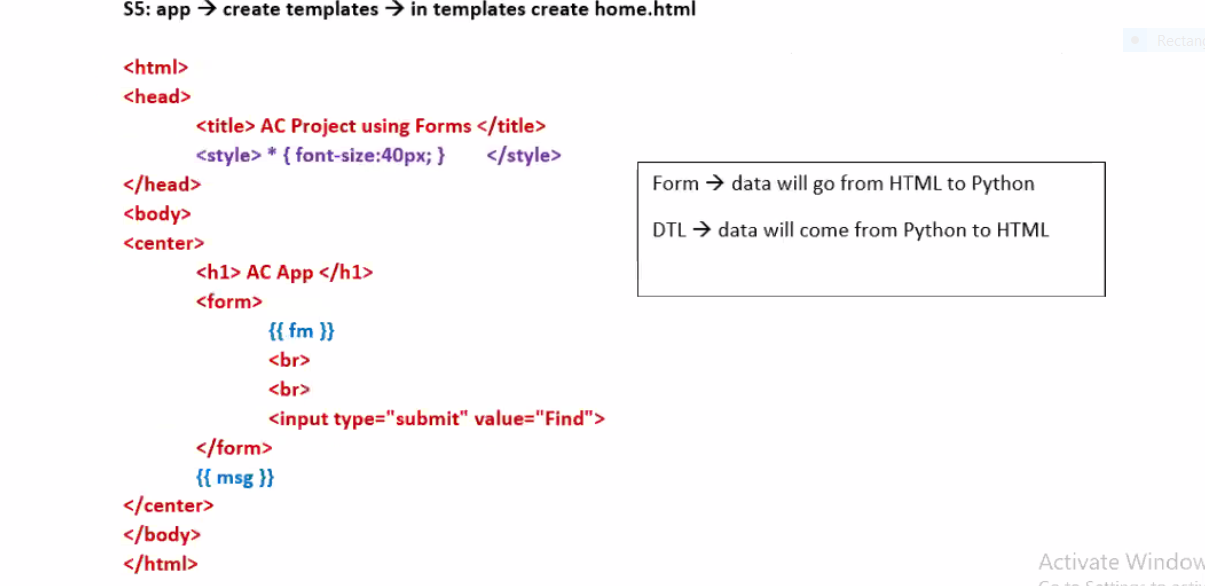 S5: app → create templates → in templates create home.html
Rectan
<html>
<head>
<title> AC Project using Forms </title>
<style> * { font-size:40px; } </style>
</head>
<body>
<center>
<h1> AC App </h1>
<form>
{{ fm }}
<br>
<br>
<input type="submit" value="Find">
</form>
{{ msg }}
</center>
</body>
</html>
Form → data will go from HTML to Python
DTL → data will come from Python to HTML
Activate Window